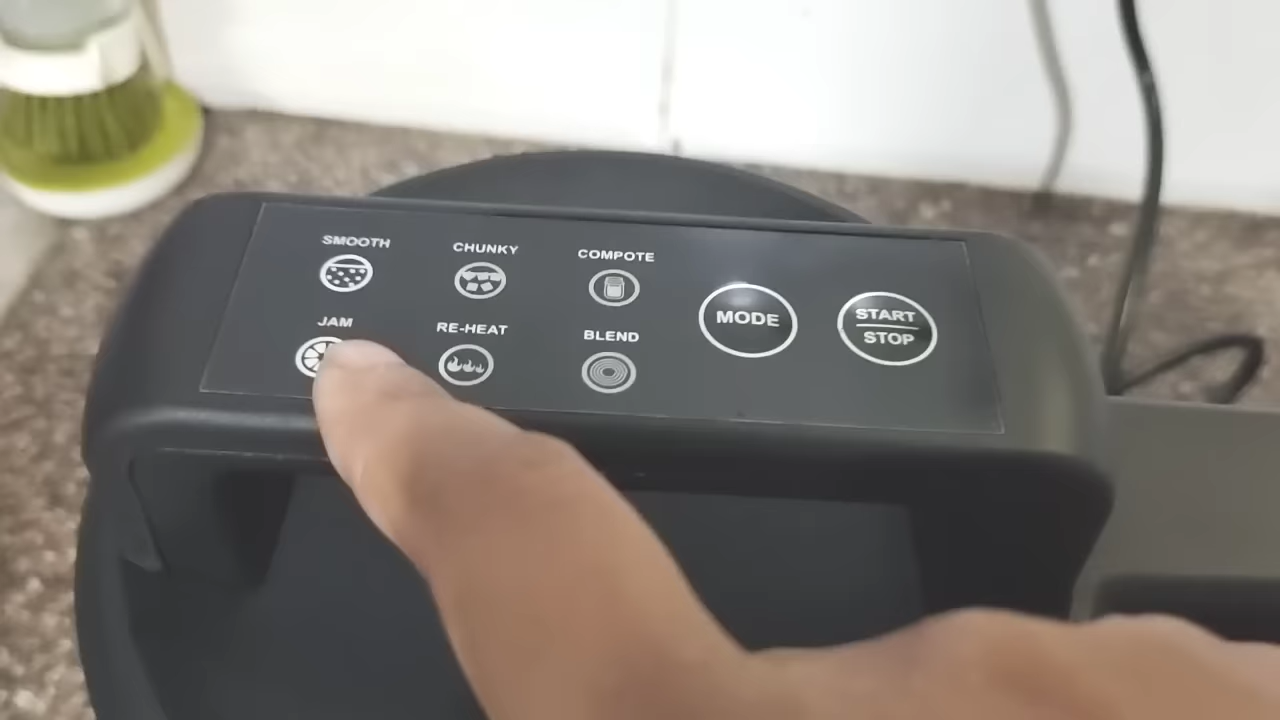 SMOOTH
CHUNKY
COMPOTE
JAM
RE-HEAT
BLEND
MODE
START
STOP